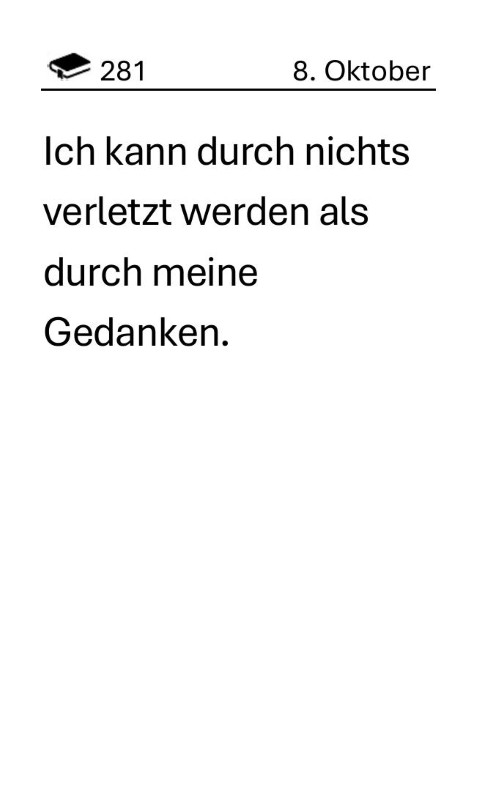 281 8. Oktober
Ich kann durch nichts
verletzt werden als
durch meine
Gedanken.